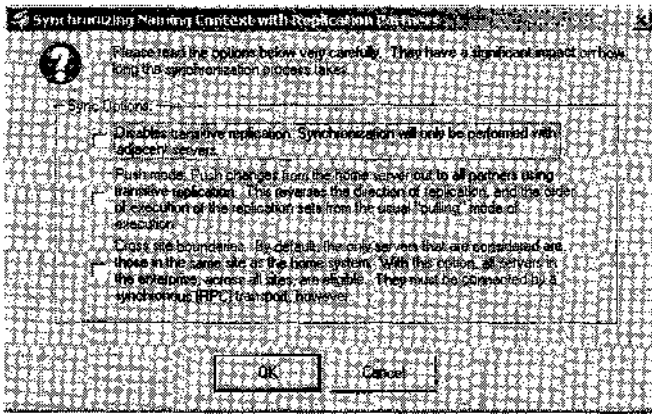 Synchronizing Naming Context with Replication Partners
Please read the options below very carefully. They have a significant impact on how
long the synchronization process takes.
Sync Options:
Disables transitive replication. Synchronization will only be performed with
adjacent servers.
Push mode. Push changes from the home server out to all partners using
transitive replication. This reverses the direction of replication, and the order
of execution of the replication sets from the usual "pulling" mode of
execution.
Cross site boundaries. By default, the only servers that are considered are
those in the same site as the home system. With this option, all servers in
the enterprise, across all sites, are eligible. They must be connected by a
synchronous (RPC) transport, however.
OK
Cancel